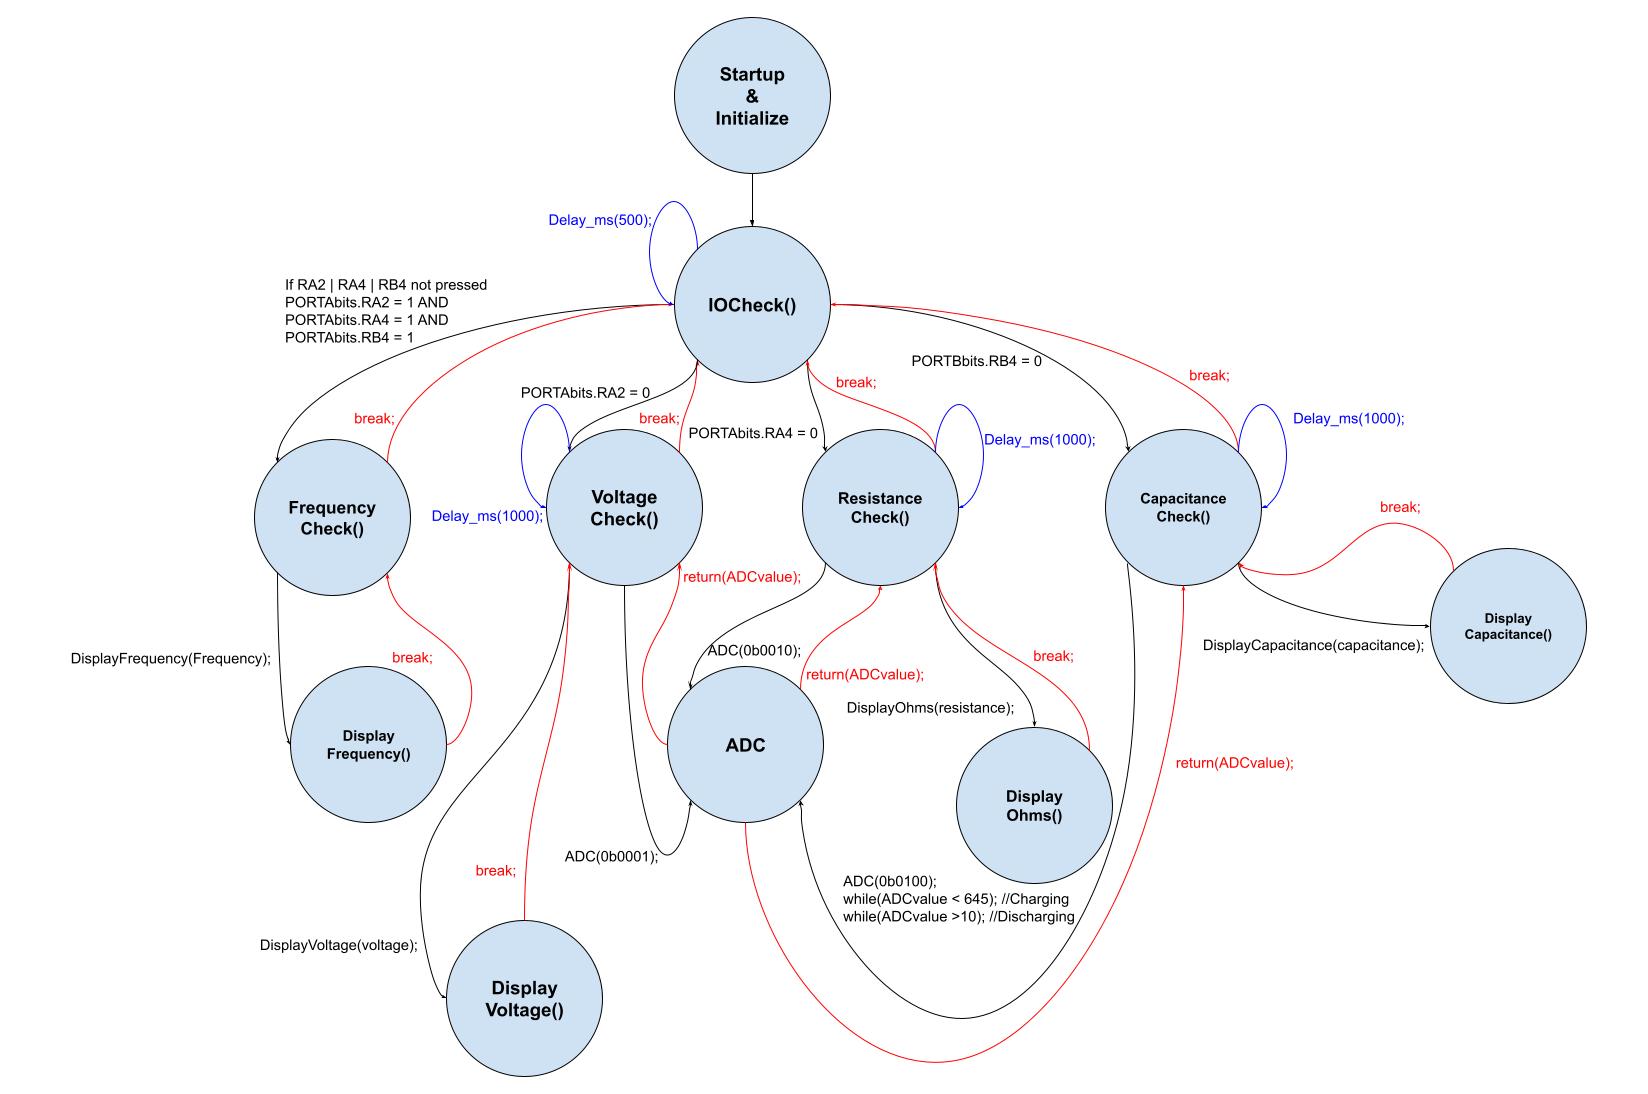 Startup
&
Initialize
Delay_ms(500);
If RA2 | RA4 | RB4 not pressed
PORTAbits.RA2 = 1 AND
PORTAbits.RA4 = 1 AND
PORTAbits.RB4 = 1
IOCheck()
PORTBbits.RB4 = 0
break;
break;
PORTAbits.RA2 = 0
break;
break;
PORTAbits.RA4 = 0
Delay_ms(1000);
Delay_ms(1000);
Frequency
Check()
Voltage
Check()
Resistance
Check()
Capacitance
Check()
Delay_ms(1000);
break;
return(ADCvalue);
Display
Capacitance()
DisplayCapacitance(capacitance);
DisplayFrequency(Frequency);
break;
ADC(0b0010);
return(ADCvalue);
break;
DisplayOhms(resistance);
Display
Frequency()
ADC
return(ADCvalue);
Display
Ohms()
ADC(0b0001);
break;
ADC(0b0100);
while(ADCvalue < 645); //Charging
while(ADCvalue >10); //Discharging
DisplayVoltage(voltage);
Display
Voltage()